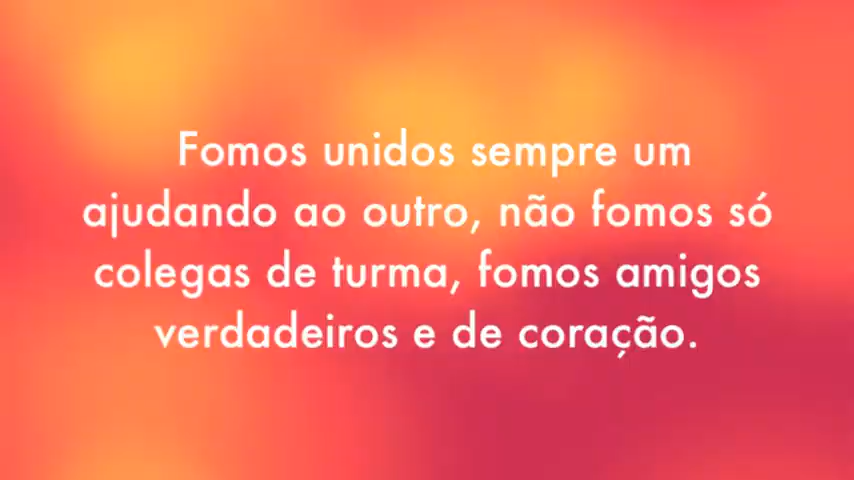 Fomos unidos sempre um
ajudando ao outro, não fomos só
colegas de turma, fomos amigos
verdadeiros e de coração.